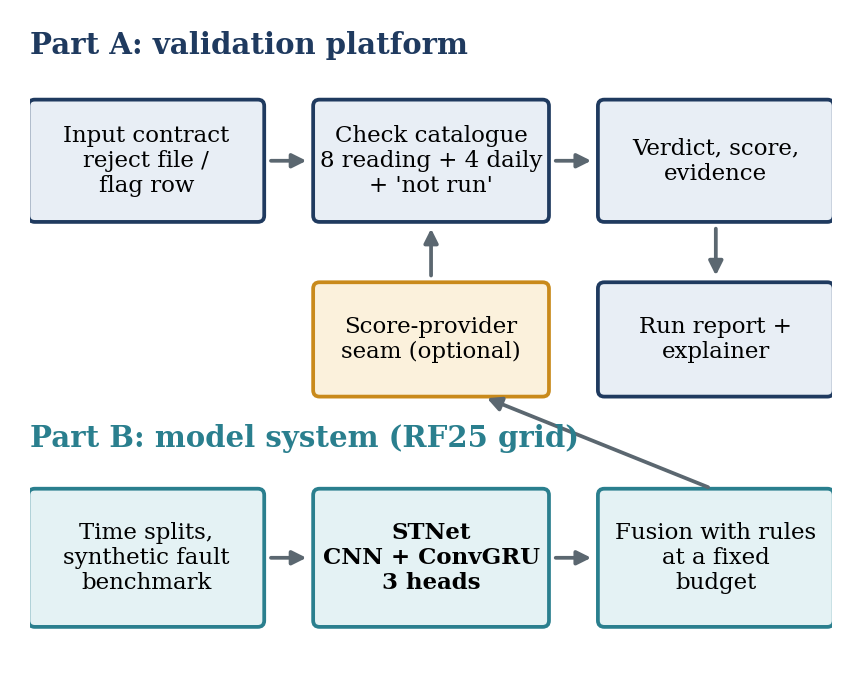 Part A: validation platform
Input contract
reject file /
flag row
Check catalogue
8 reading + 4 daily
+ 'not run'
Verdict, score,
evidence
Score-provider
seam (optional)
Run report +
explainer
Part B: model system (RF25 grid)
Time splits,
synthetic fault
benchmark
STNet
CNN + ConvGRU
3 heads
Fusion with rules
at a fixed
budget